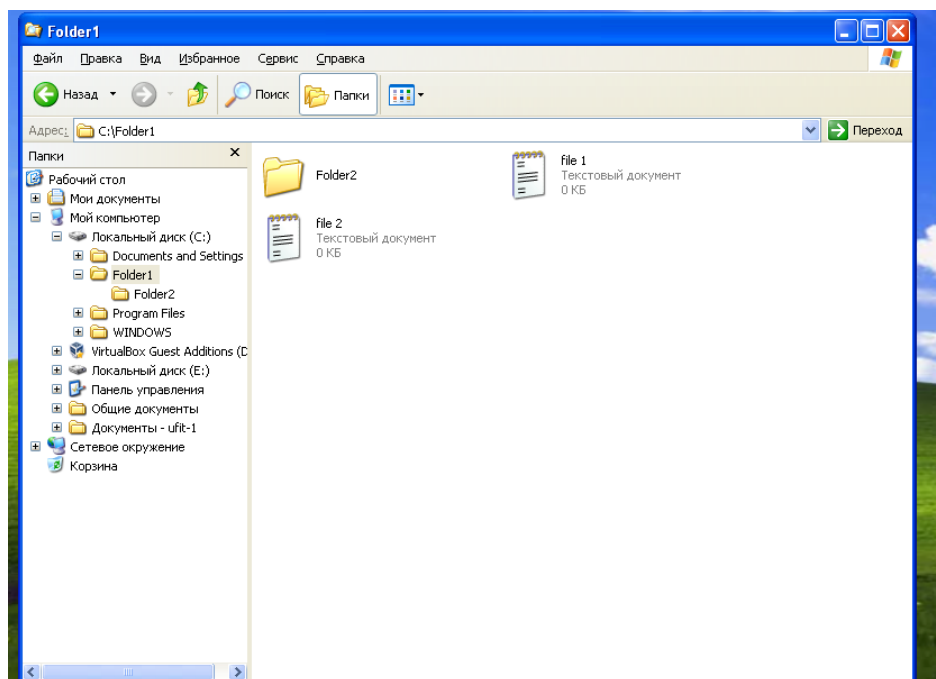 Folder1
Файл Правка Вид Избранное Сервис Справка
Назад Поиск Папки
Адрес: C:\Folder1 Переход
Папки
Рабочий стол
Мои документы
Мой компьютер
Локальный диск (C:)
Documents and Settings
Folder1
Folder2
Program Files
WINDOWS
VirtualBox Guest Additions (D
Локальный диск (E:)
Панель управления
Общие документы
Документы - ufit-1
Сетевое окружение
Корзина
Folder2
file 1
Текстовый документ
0 КБ
file 2
Текстовый документ
0 КБ